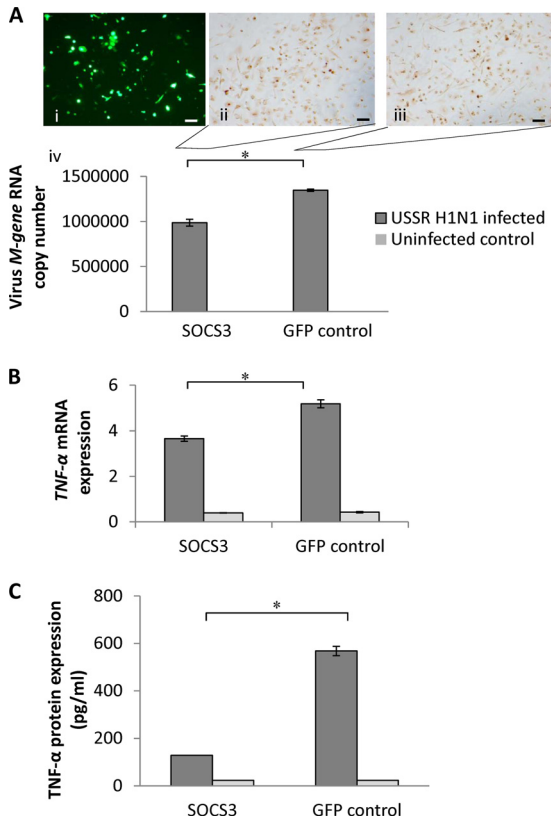 A
i
ii
iii
iv
*
Virus M-gene RNA
copy number
1500000
1000000
500000
0
SOCS3
GFP control
USSR H1N1 infected
Uninfected control
B
*
TNF-α mRNA
expression
6
4
2
0
SOCS3
GFP control
C
*
TNF-α protein expression
(pg/ml)
800
600
400
200
0
SOCS3
GFP control